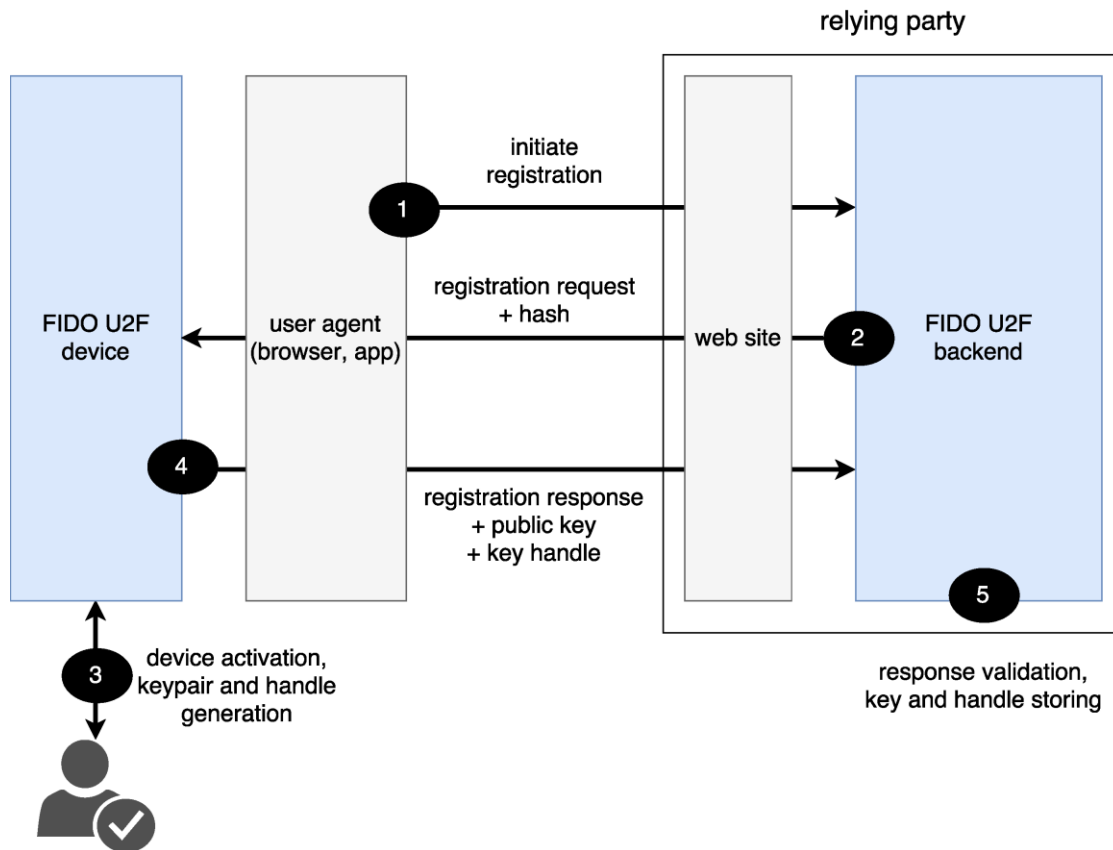 relying party
initiate
registration
1
registration request
+ hash
FIDO U2F
device
user agent
(browser, app)
web site
2
FIDO U2F
backend
4
registration response
+ public key
+ key handle
5
3
device activation,
keypair and handle
generation
response validation,
key and handle storing